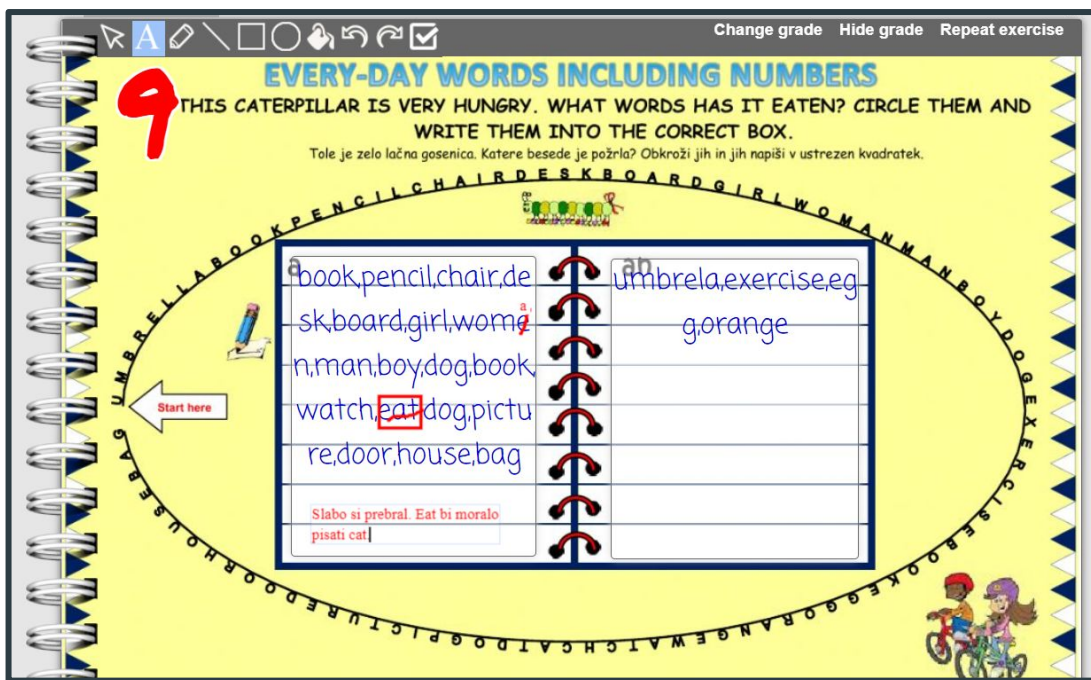 Change grade Hide grade Repeat exercise
9
EVERY-DAY WORDS INCLUDING NUMBERS
THIS CATERPILLAR IS VERY HUNGRY. WHAT WORDS HAS IT EATEN? CIRCLE THEM AND
WRITE THEM INTO THE CORRECT BOX.
Tole je zelo lačna gosenica. Katere besede je požrla? Obkroži jih in jih napiši v ustrezen kvadratek.
UMBRELLABOOKPENCILCHAIRDESKBOARDGIRLWOMANMANBOYDOGEXERCISEBOOKEGGORANGEWATCHCATDOGPICTUREDOORHOUSEBAG
Start here
a
book,pencil,chair,de
sk,board,girl,wome
a
n,man,boy,dog,book,
watch,eat,dog,pictu
re,door,house,bag
Slabo si prebral. Eat bi moralo
pisati cat.
an
umbrela,exercise,eg
g,orange